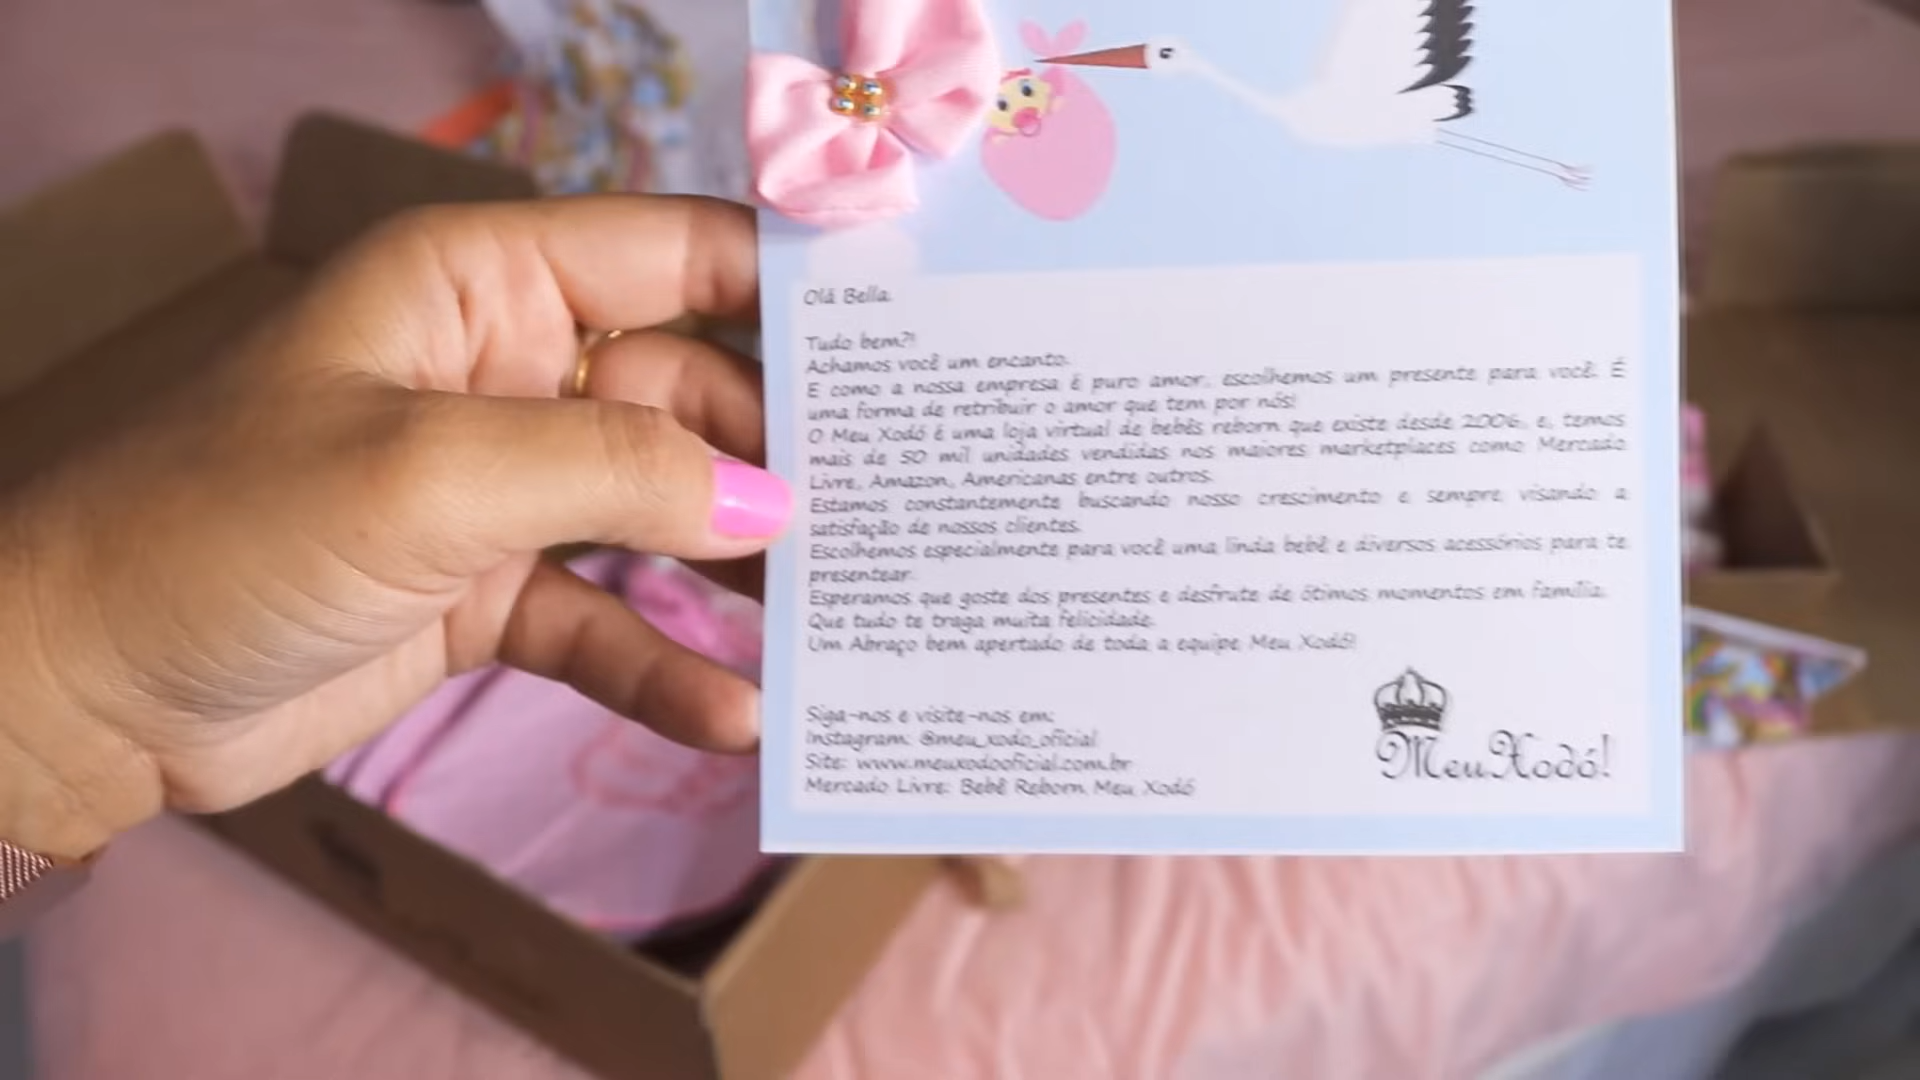 Olá Bella.
Tudo bem?!
Achamos você um encanto.
E como a nossa empresa é puro amor, escolhemos um presente para você. É
uma forma de retribuir o amor que tem por nós!
O Meu Xodó é uma loja virtual de bebês reborn que existe desde 2006, e, temos
mais de 50 mil unidades vendidas nos maiores marketplaces como Mercado
Livre, Amazon, Americanas entre outros.
Estamos constantemente buscando nosso crescimento e sempre visando a
satisfação de nossos clientes.
Escolhemos especialmente para você uma linda bebê e diversos acessórios para te
presentear.
Esperamos que goste dos presentes e desfrute de ótimos momentos em família.
Que tudo te traga muita felicidade.
Um Abraço bem apertado de toda a equipe Meu Xodó!
Siga-nos e visite-nos em:
Instagram: @meu_xodo_oficial
Site: www.meuxodooficial.com.br
Mercado Livre: Bebê Reborn Meu Xodó
Meu Xodó!